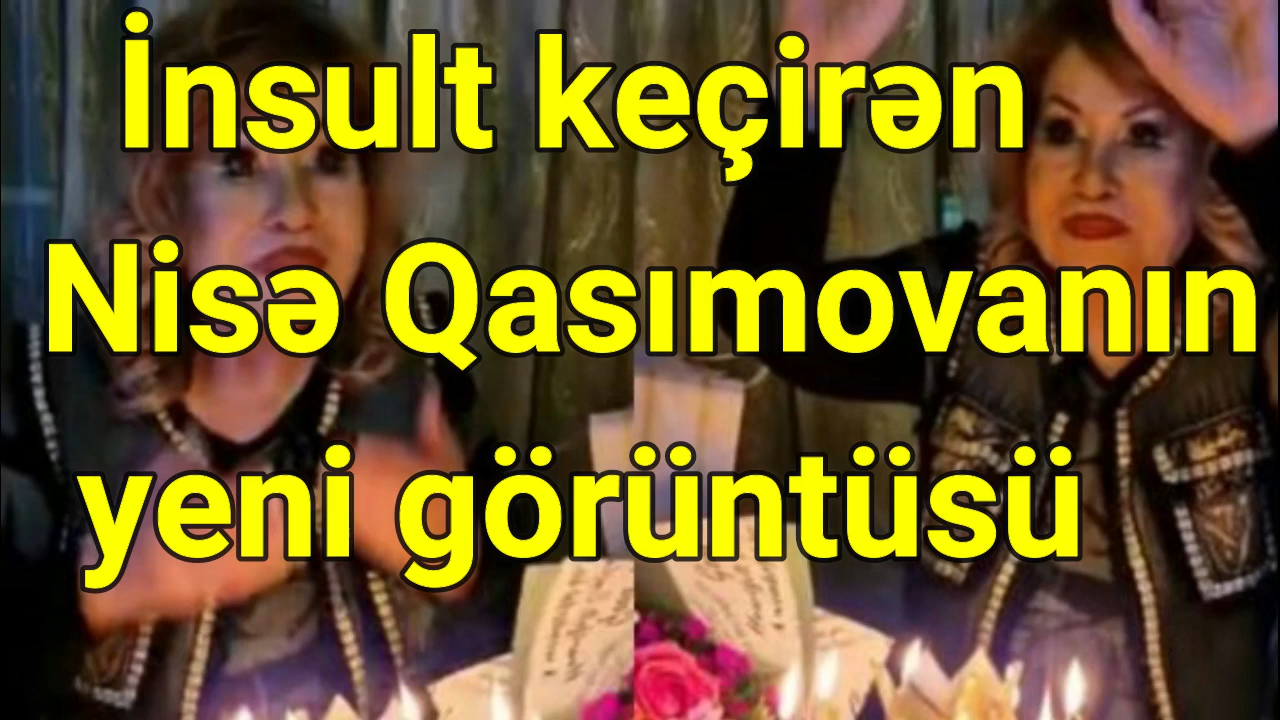 İnsult keçirən
Nisə Qasımovanın
yeni görüntüsü